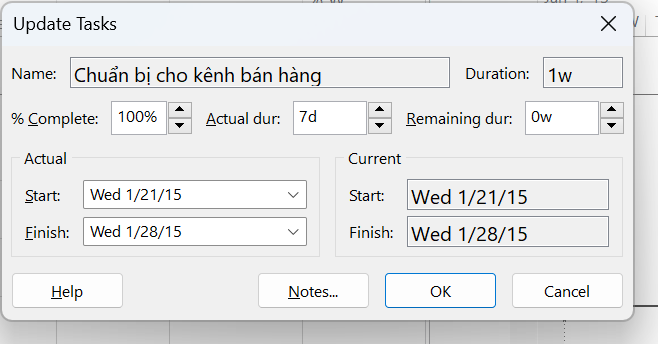 Update Tasks
Name: Chuẩn bị cho kênh bán hàng Duration: 1w
% Complete: 100% Actual dur: 7d Remaining dur: 0w
Actual Current
Start: Wed 1/21/15 Start: Wed 1/21/15
Finish: Wed 1/28/15 Finish: Wed 1/28/15
Help Notes... OK Cancel